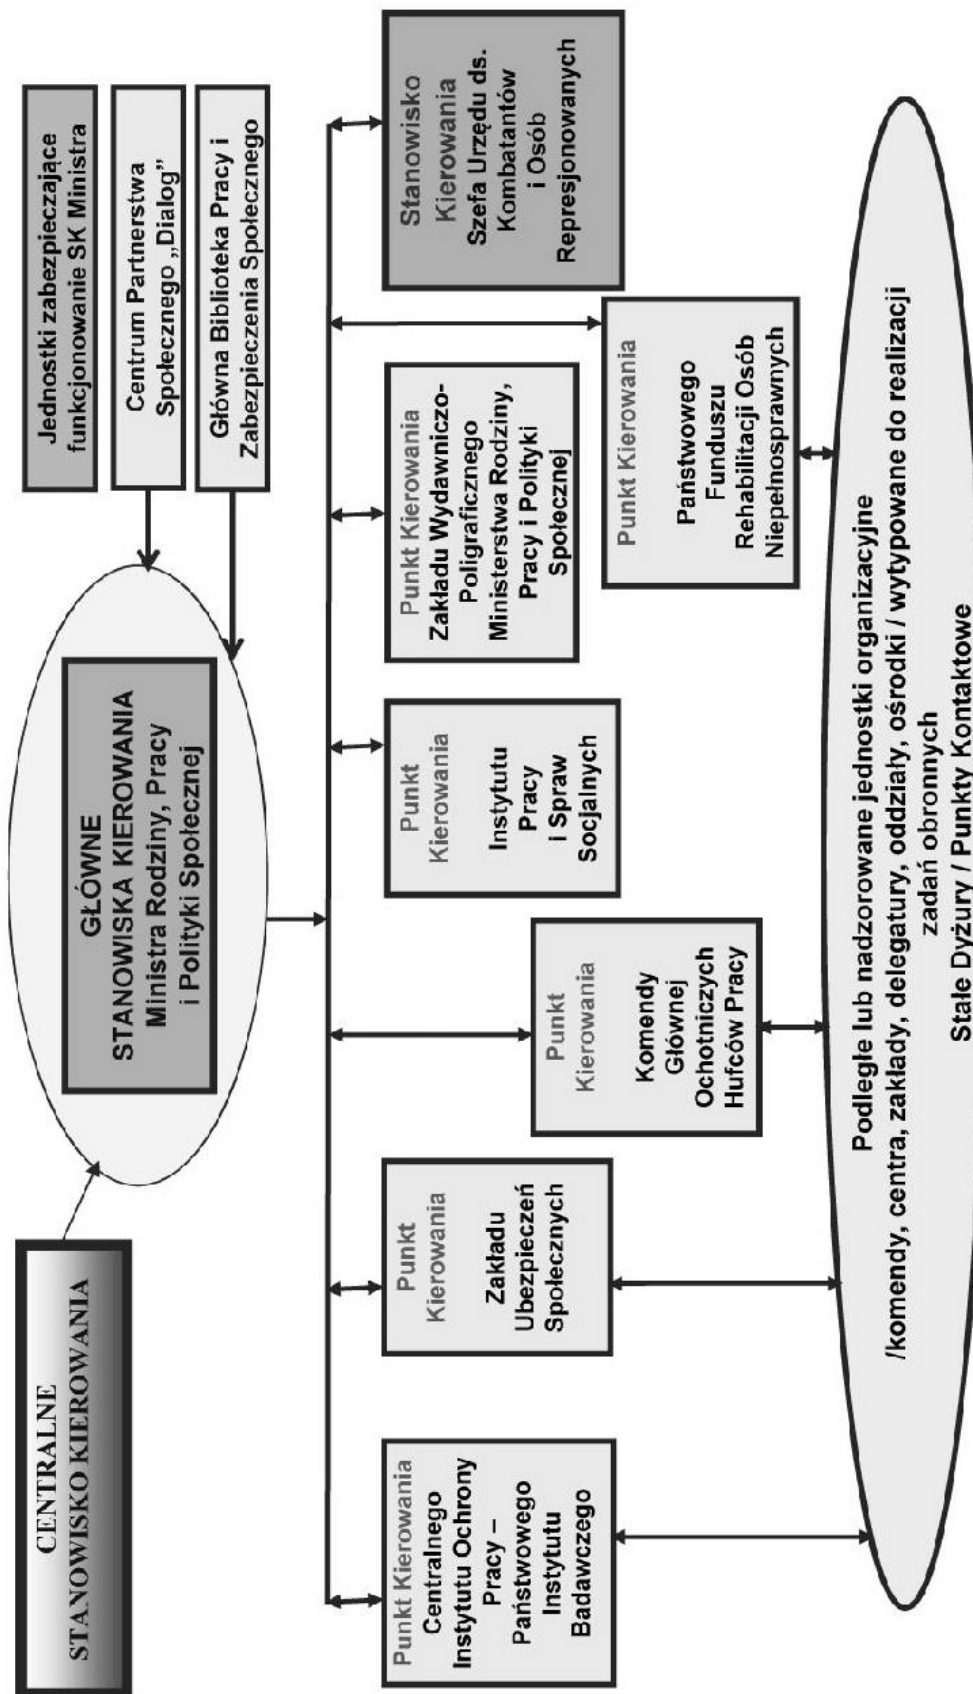 CENTRALNE
STANOWISKO KIEROWANIA
GŁÓWNE
STANOWISKA KIEROWANIA
Ministra Rodziny, Pracy
i Polityki Społecznej
Jednostki zabezpieczające
funkcjonowanie SK Ministra
Centrum Partnerstwa
Społecznego „Dialog”
Główna Biblioteka Pracy i
Zabezpieczenia Społecznego
Punkt Kierowania
Centralnego
Instytutu Ochrony
Pracy –
Państwowego
Instytutu
Badawczego
Punkt
Kierowania
Zakładu
Ubezpieczeń
Społecznych
Punkt
Kierowania
Komendy
Głównej
Ochotniczych
Hufców Pracy
Punkt
Kierowania
Instytutu
Pracy
i Spraw
Socjalnych
Punkt Kierowania
Zakładu Wydawniczo-
Poligraficznego
Ministerstwa Rodziny,
Pracy i Polityki
Społecznej
Punkt Kierowania
Państwowego
Funduszu
Rehabilitacji Osób
Niepełnosprawnych
Stanowisko
Kierowania
Szefa Urzędu ds.
Kombatantów
i Osób
Represjonowanych
Podległe lub nadzorowane jednostki organizacyjne
/komendy, centra, zakłady, delegatury, oddziały, ośrodki / wytypowane do realizacji
zadań obronnych
Stałe Dyżury / Punkty Kontaktowe